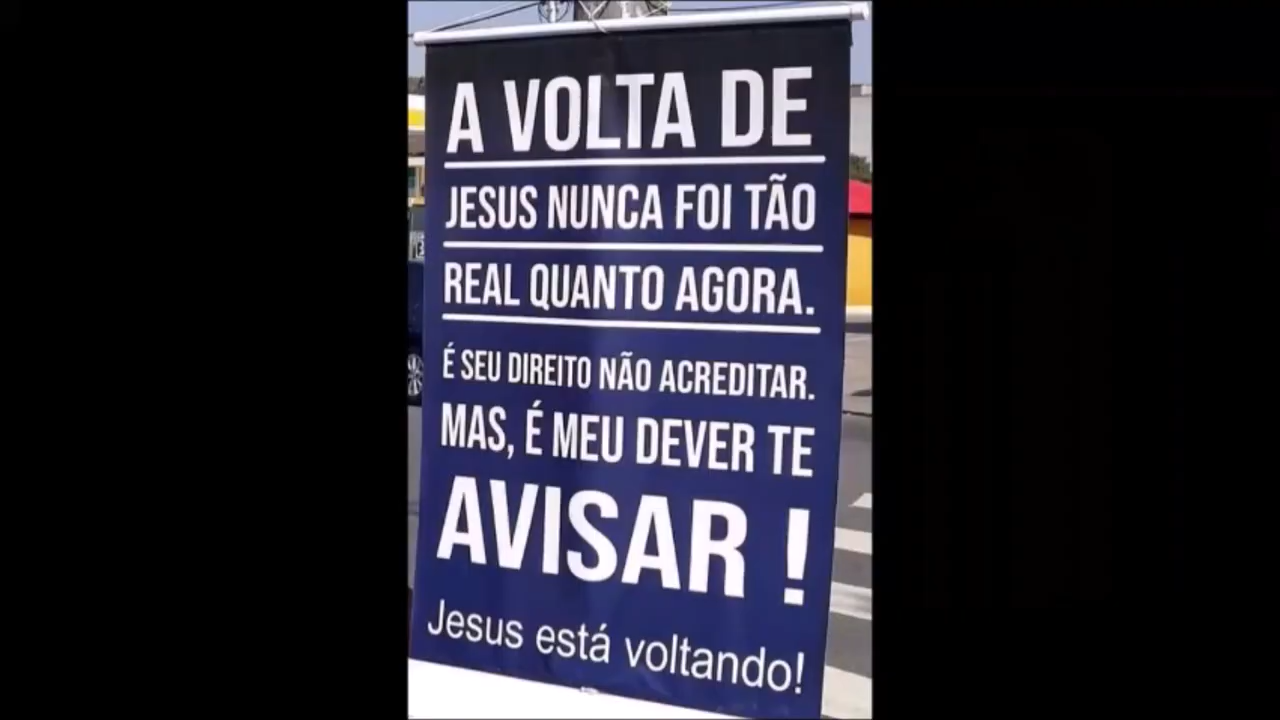 A VOLTA DE
JESUS NUNCA FOI TÃO
REAL QUANTO AGORA.
É SEU DIREITO NÃO ACREDITAR.
MAS, É MEU DEVER TE
AVISAR !
Jesus está voltando!